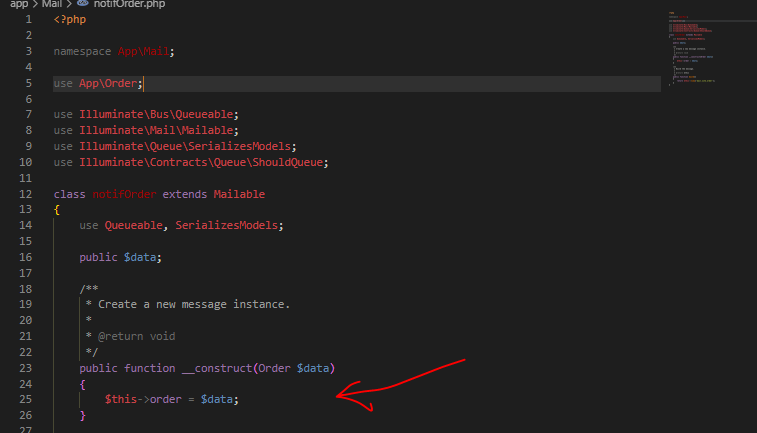 app > Mail > notifOrder.php
1 <?php
2
3 namespace App\Mail;
4
5 use App\Order;
6
7 use Illuminate\Bus\Queueable;
8 use Illuminate\Mail\Mailable;
9 use Illuminate\Queue\SerializesModels;
10 use Illuminate\Contracts\Queue\ShouldQueue;
11
12 class notifOrder extends Mailable
13 {
14 use Queueable, SerializesModels;
15
16 public $data;
17
18 /**
19 * Create a new message instance.
20 *
21 * @return void
22 */
23 public function __construct(Order $data)
24 {
25 $this->order = $data;
26 }
27